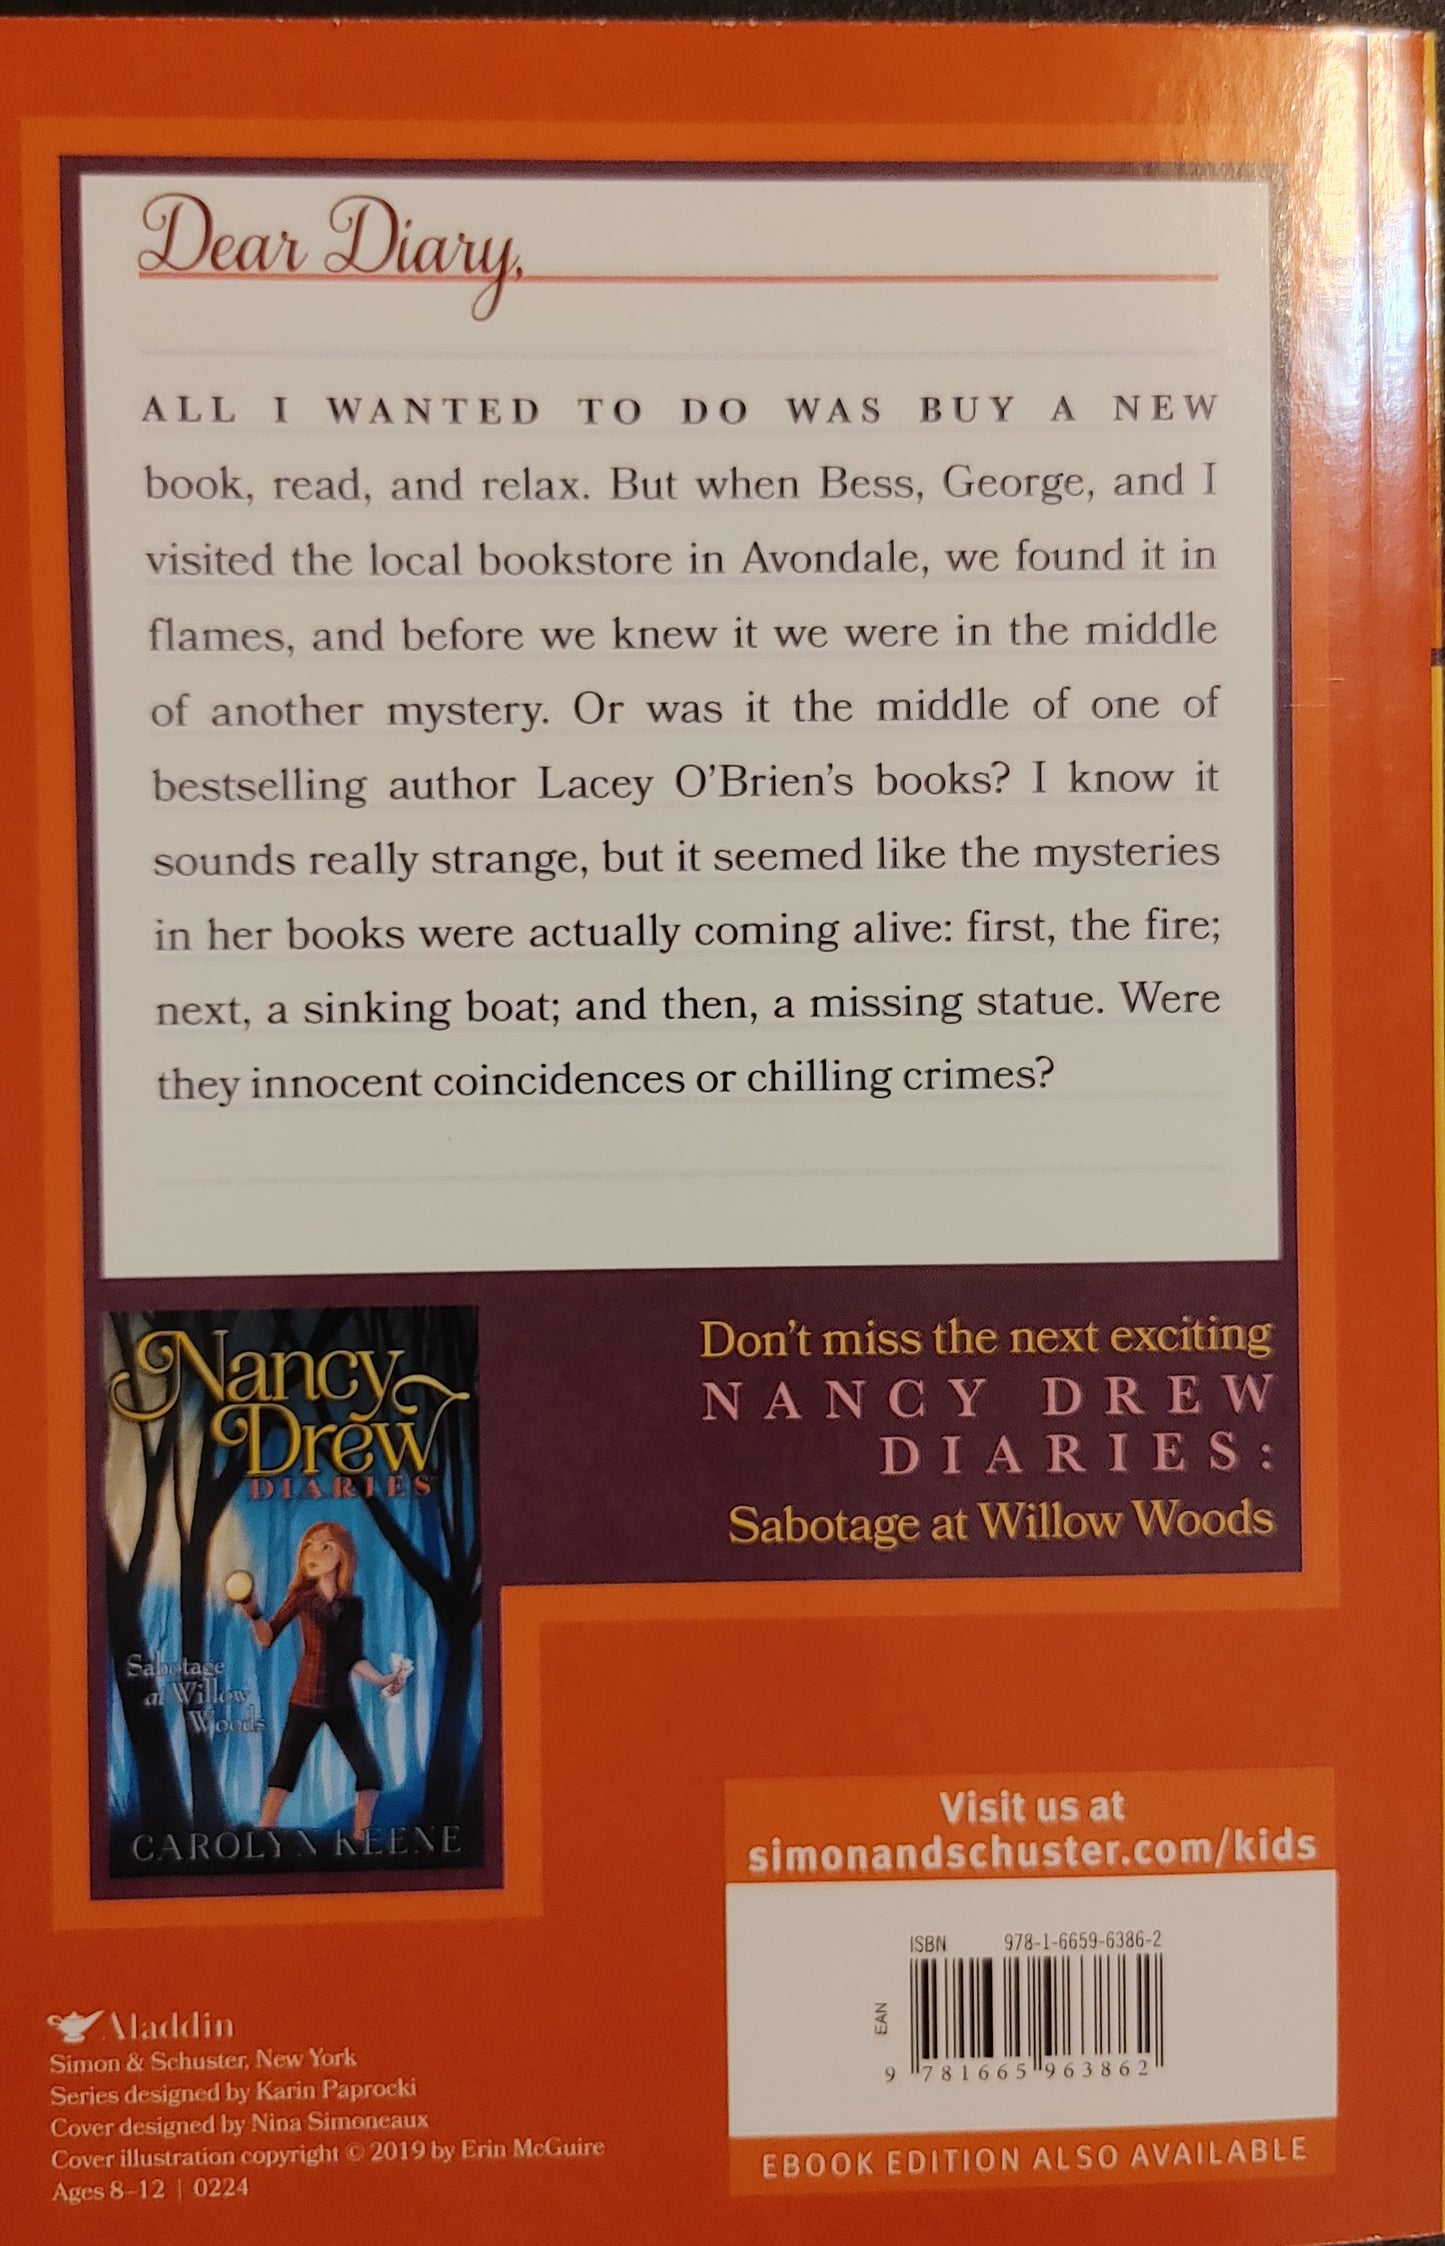 Dear Diary,
ALL I WANTED TO DO WAS BUY A NEW
book, read, and relax. But when Bess, George, and I
visited the local bookstore in Avondale, we found it in
flames, and before we knew it we were in the middle
of another mystery. Or was it the middle of one of
bestselling author Lacey O’Brien’s books? I know it
sounds really strange, but it seemed like the mysteries
in her books were actually coming alive: first, the fire;
next, a sinking boat; and then, a missing statue. Were
they innocent coincidences or chilling crimes?
Nancy
Drew
DIARIES
Sabotage
at Willow
Woods
CAROLYN KEENE
Don’t miss the next exciting
NANCY DREW
DIARIES:
Sabotage at Willow Woods
Visit us at
simonandschuster.com/kids
ISBN 978-1-6659-6386-2
EAN
9 781665 963862
EBOOK EDITION ALSO AVAILABLE
Aladdin
Simon & Schuster, New York
Series designed by Karin Paprocki
Cover designed by Nina Simoneaux
Cover illustration copyright © 2019 by Erin McGuire
Ages 8–12 | 0224